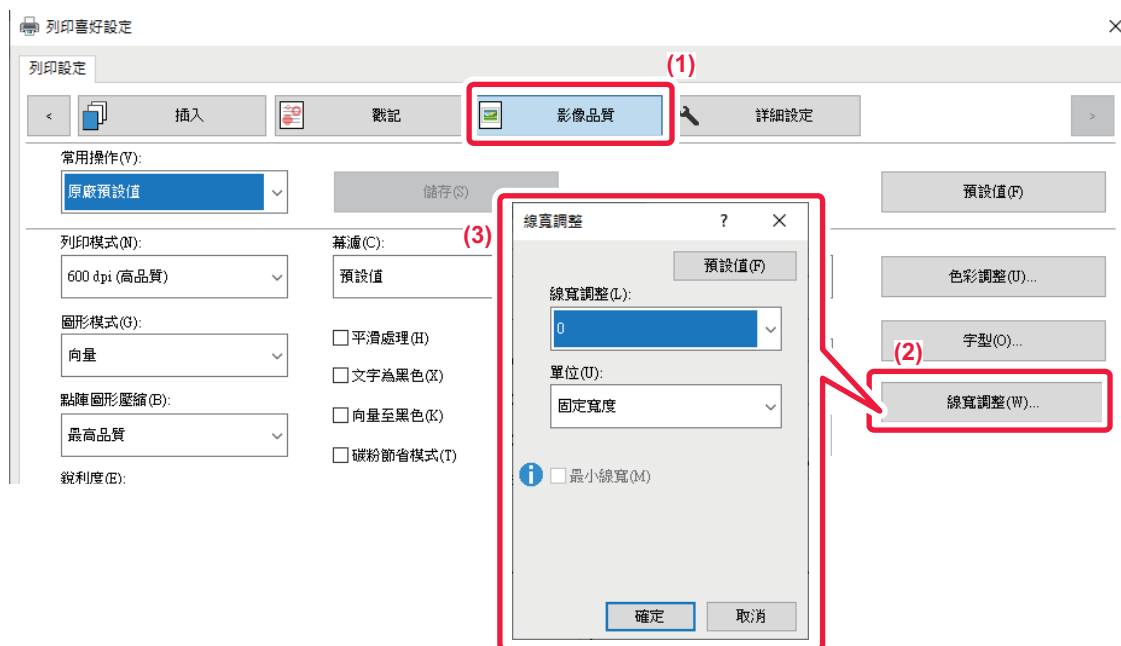 列印喜好設定
列印設定
(1)
<
插入
戳記
影像品質
詳細設定
>
常用操作(V):
原廠預設值
儲存(S)
預設值(F)
列印模式(N):
600 dpi (高品質)
幕濾(C):
預設值
色彩調整(U)...
圖形模式(G):
向量
平滑處理(H)
文字為黑色(X)
向量至黑色(K)
碳粉節省模式(T)
字型(O)...
(2)
線寬調整(W)...
點陣圖形壓縮(B):
最高品質
銳利度(E):
(3)
線寬調整
?
預設值(F)
線寬調整(L):
0
單位(U):
固定寬度
最小線寬(M)
確定
取消